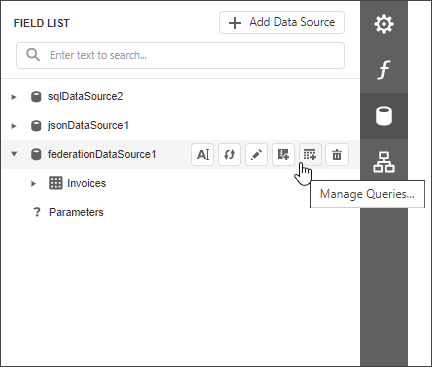 FIELD LIST
Add Data Source
Enter text to search...
sqlDataSource2
jsonDataSource1
federationDataSource1
Manage Queries...
Invoices
? Parameters